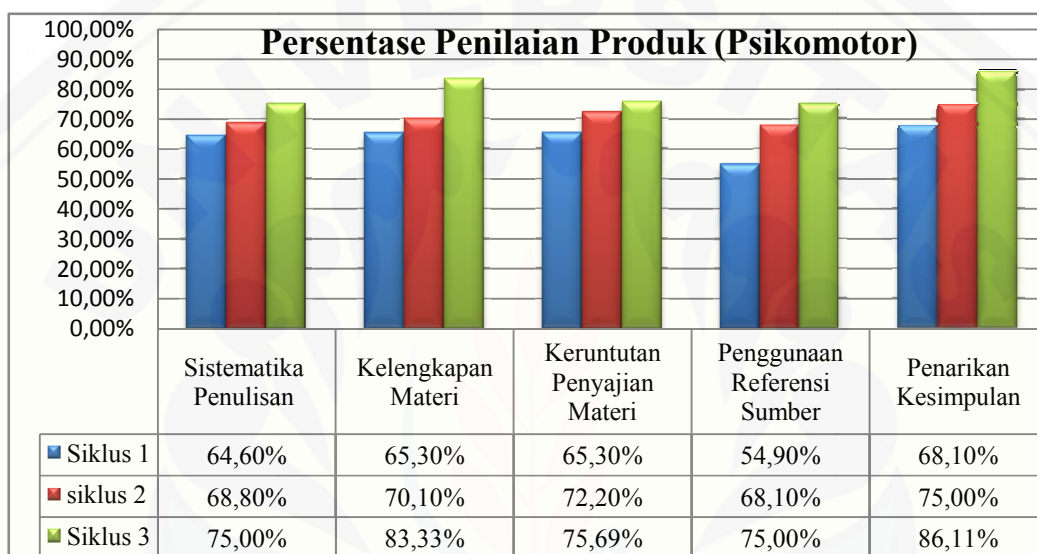 Persentase Penilaian Produk (Psikomotor)
100,00%
90,00%
80,00%
70,00%
60,00%
50,00%
40,00%
30,00%
20,00%
10,00%
0,00%
Sistematika
Penulisan
Kelengkapan
Materi
Keruntutan
Penyajian
Materi
Penggunaan
Referensi
Sumber
Penarikan
Kesimpulan
Siklus 1 64,60% 65,30% 65,30% 54,90% 68,10%
siklus 2 68,80% 70,10% 72,20% 68,10% 75,00%
Siklus 3 75,00% 83,33% 75,69% 75,00% 86,11%